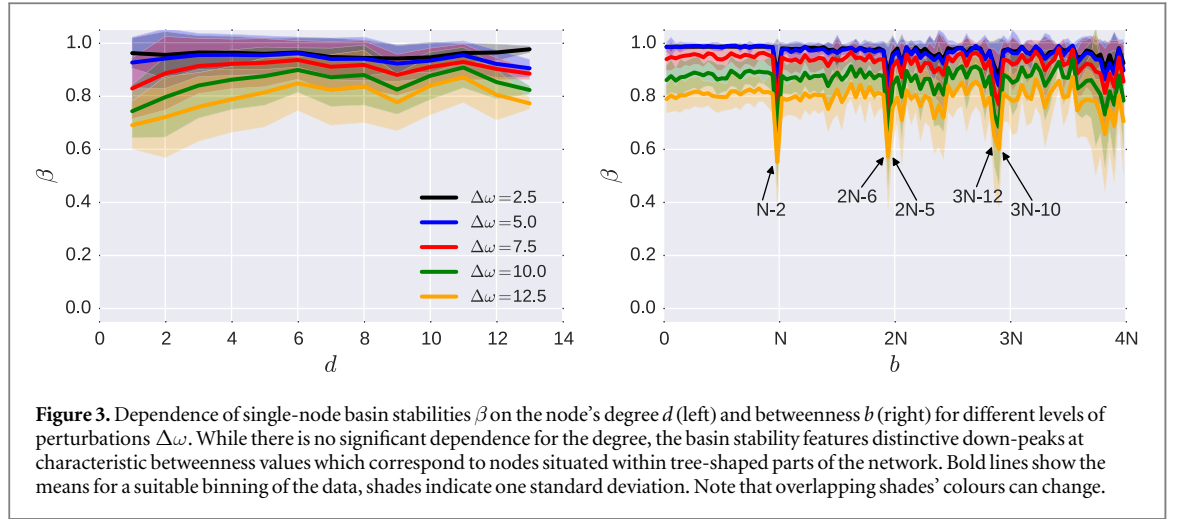 1.0
0.8
0.6
0.4
0.2
0.0
β
0 2 4 6 8 10 12 14
d
Δω=2.5
Δω=5.0
Δω=7.5
Δω=10.0
Δω=12.5
1.0
0.8
0.6
0.4
0.2
0.0
β
N-2
2N-6
2N-5
3N-12
3N-10
0 N 2N 3N 4N
b
Figure 3. Dependence of single-node basin stabilities β on the node's degree d (left) and betweenness b (right) for different levels of
perturbations Δω. While there is no significant dependence for the degree, the basin stability features distinctive down-peaks at
characteristic betweenness values which correspond to nodes situated within tree-shaped parts of the network. Bold lines show the
means for a suitable binning of the data, shades indicate one standard deviation. Note that overlapping shades' colours can change.